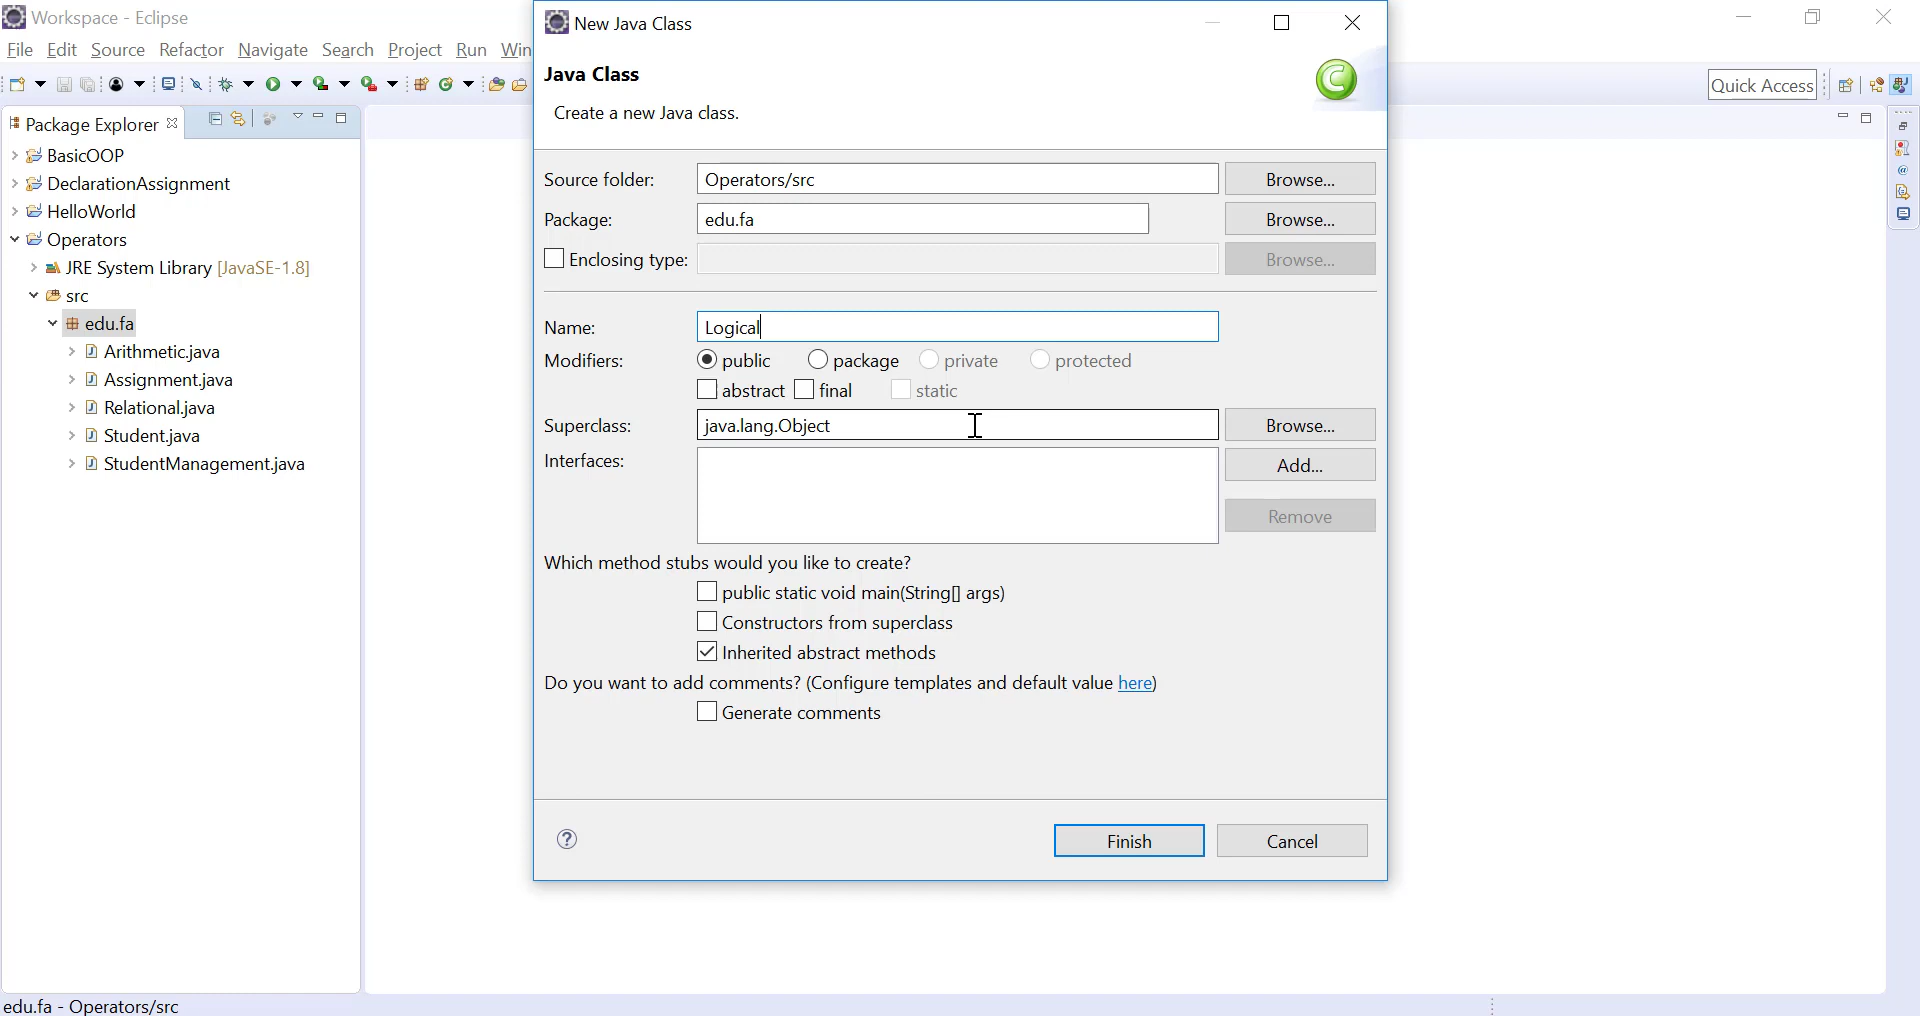 Workspace - Eclipse
File Edit Source Refactor Navigate Search Project Run Win
Quick Access
Package Explorer
BasicOOP
DeclarationAssignment
HelloWorld
Operators
JRE System Library [JavaSE-1.8]
src
edu.fa
Arithmetic.java
Assignment.java
Relational.java
Student.java
StudentManagement.java
New Java Class
Java Class
Create a new Java class.
Source folder: Operators/src Browse...
Package: edu.fa Browse...
Enclosing type: Browse...
Name: Logical
Modifiers: public package private protected
abstract final static
Superclass: java.lang.Object Browse...
Interfaces: Add...
Remove
Which method stubs would you like to create?
public static void main(String[] args)
Constructors from superclass
Inherited abstract methods
Do you want to add comments? (Configure templates and default value here)
Generate comments
Finish Cancel
edu.fa - Operators/src